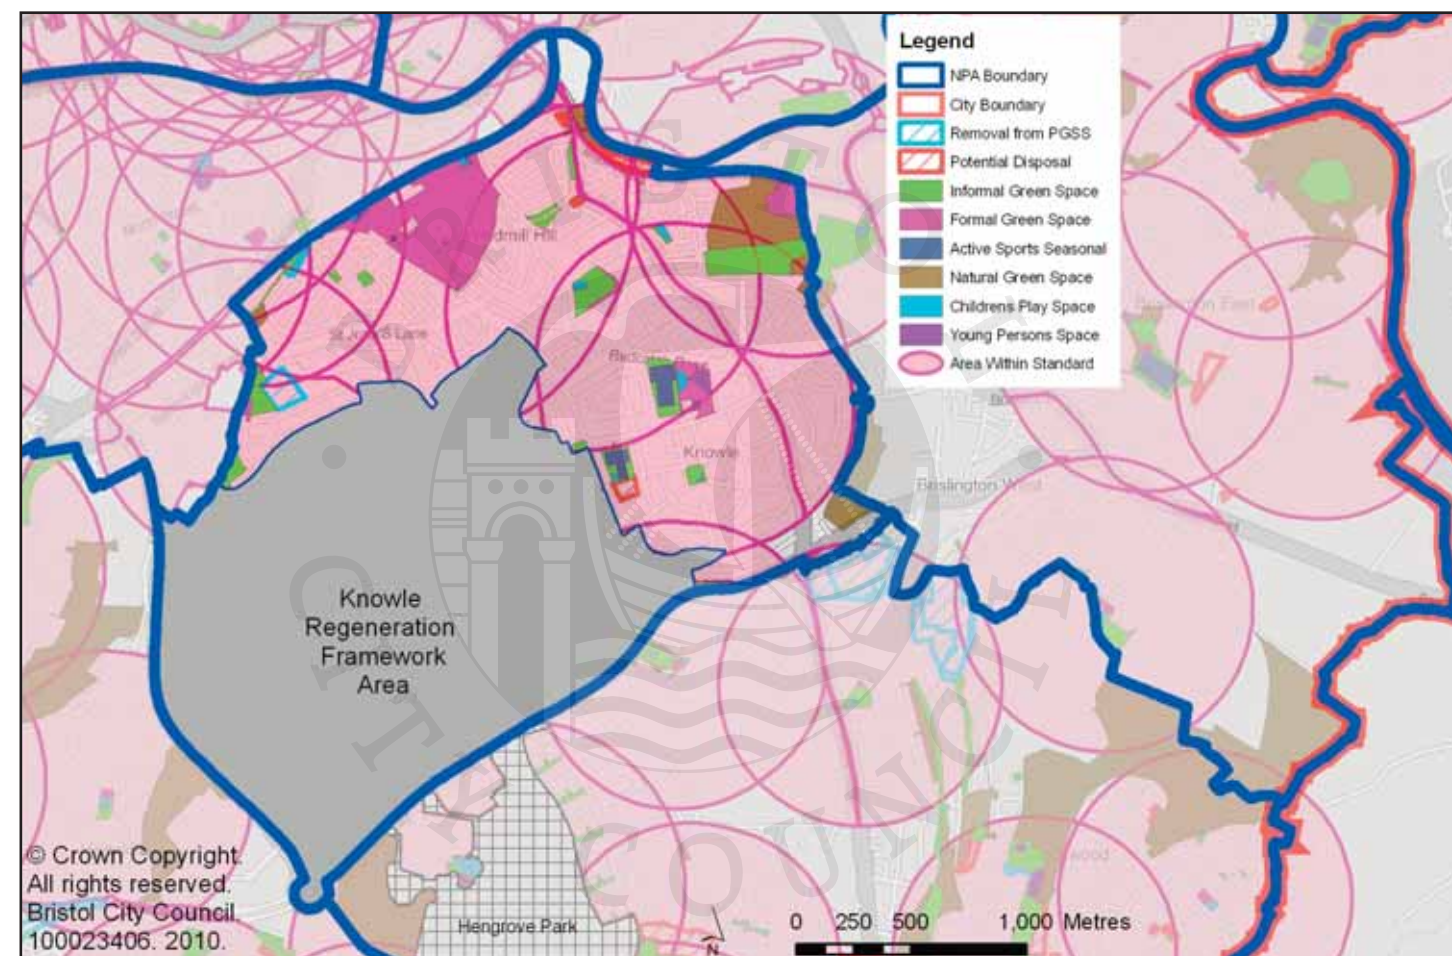 Legend
NPA Boundary
City Boundary
Removal from PGSS
Potential Disposal
Informal Green Space
Formal Green Space
Active Sports Seasonal
Natural Green Space
Childrens Play Space
Young Persons Space
Area Within Standard
Knowle
Brislington West
Knowle
Regeneration
Framework
Area
© Crown Copyright.
All rights reserved.
Bristol City Council.
100023406. 2010.
Hengrove Park
0 250 500 1,000 Metres
N